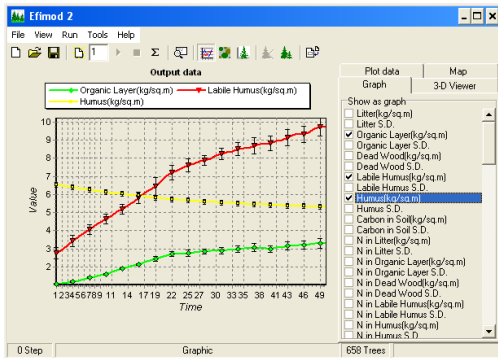 Efimod 2
File View Run Tools Help
1
Σ
Output data
Organic Layer(kg/sq.m) Labile Humus(kg/sq.m)
Humus(kg/sq.m)
10
9
8
7
6
5
4
3
2
Value
1 2 3 4 5 6 7 8 9 11 14 17 19 22 25 27 30 33 35 38 41 43 46 49
Time
Plot data Map
Graph 3-D Viewer
Show as graph
Litter(kg/sq.m)
Litter S.D.
Organic Layer(kg/sq.m)
Organic Layer S.D.
Dead Wood(kg/sq.m)
Dead Wood S.D.
Labile Humus(kg/sq.m)
Labile Humus S.D.
Humus(kg/sq.m)
Humus S.D.
Carbon in Soil(kg/sq.m)
Carbon in Soil S.D.
N in Litter(kg/sq.m)
N in Litter S.D.
N in Organic Layer(kg/sq.m)
N in Organic Layer S.D.
N in Dead Wood(kg/sq.m)
N in Dead Wood S.D.
N in Labile Humus(kg/sq.m)
N in Labile Humus S.D.
N in Humus(kg/sq.m)
N in Humus S.D.
0 Step Graphic 658 Trees